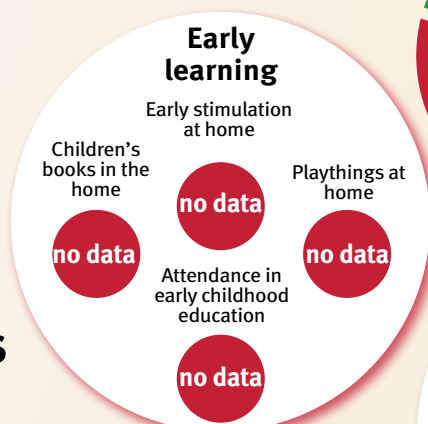 Early
learning
Early stimulation
at home
Children’s
books in the
home
Playthings at
home
no data
no data
no data
Attendance in
early childhood
education
no data
s